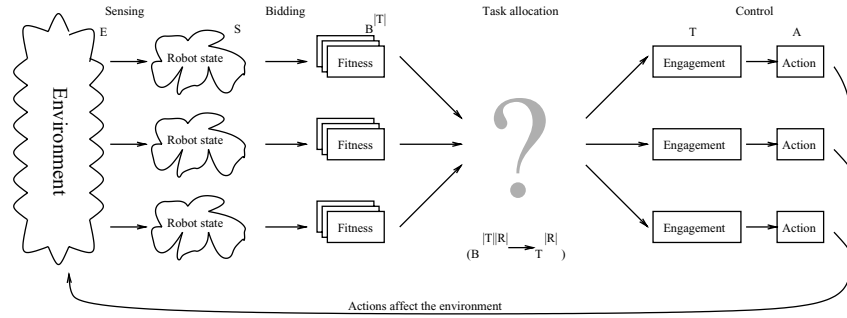 Sensing
Bidding
Task allocation
Control
E
S
B|T|
T
A
Environment
Robot state
Fitness
Engagement
Action
Robot state
Fitness
?
Engagement
Action
Robot state
Fitness
Engagement
Action
(B|T||R| T|R|)
Actions affect the environment